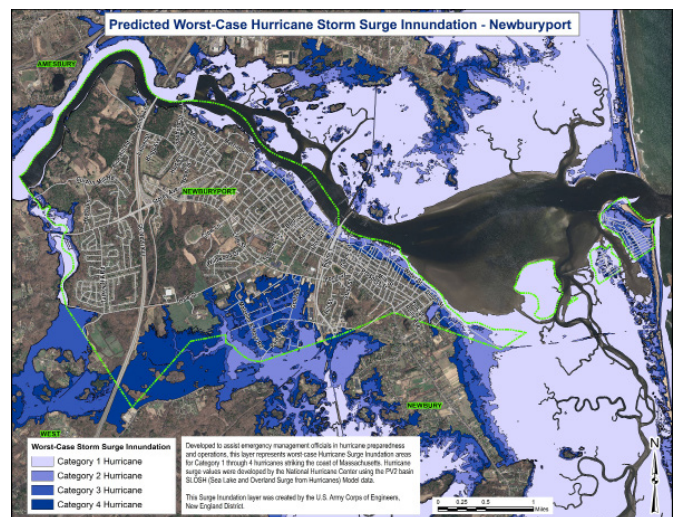 Predicted Worst-Case Hurricane Storm Surge Innundation - Newburyport
AMESBURY
NEWBURYPORT
NEWBURY
WEST
Worst-Case Storm Surge Innundation
Category 1 Hurricane
Category 2 Hurricane
Category 3 Hurricane
Category 4 Hurricane
Developed to assist emergency management officials in hurricane preparedness
and operations, this layer represents worst-case Hurricane Surge Inundation areas
for Category 1 through 4 hurricanes striking the coast of Massachusetts. Hurricane
surge values were developed by the National Hurricane Center using the PV2 basin
SLOSH (Sea Lake and Overland Surge from Hurricanes) Model data.
This Surge Inundation layer was created by the U.S. Army Corps of Engineers,
New England District.
N
0 0.25 0.5 1
Miles